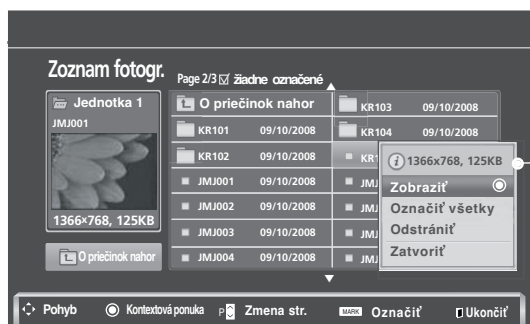 Zoznam fotogr.
Page 2/3 žiadne označené
Jednotka 1
JMJ001
1366x768, 125KB
O priečinok nahor
O priečinok nahor
KR101 09/10/2008
KR102 09/10/2008
JMJ001 09/10/2008
JMJ002 09/10/2008
JMJ003 09/10/2008
JMJ004 09/10/2008
KR103 09/10/2008
KR104 09/10/2008
1366x768, 125KB
Zobraziť
Označiť všetky
Odstrániť
Zatvoriť
Pohyb Kontextová ponuka P Zmena str. MARK Označiť Ukončiť